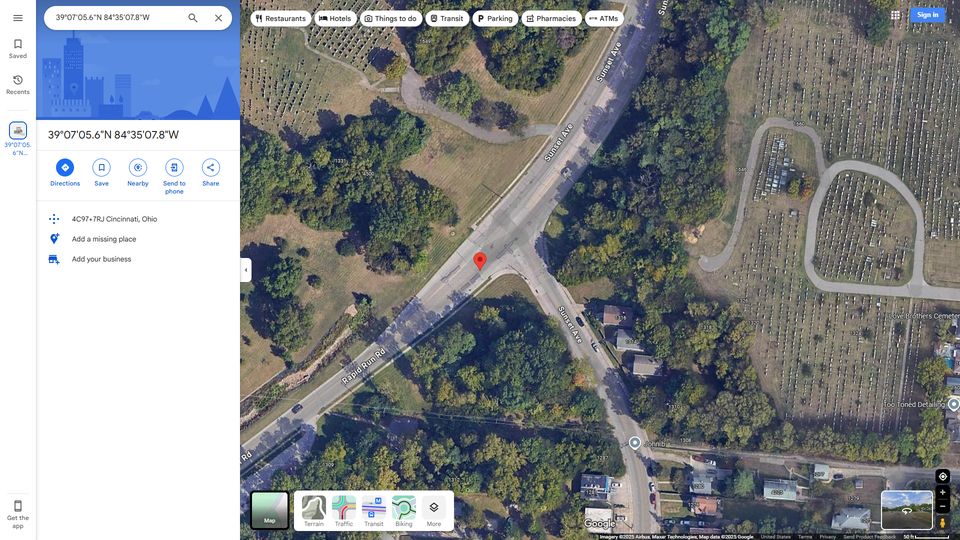 39°07'05.6"N 84°35'07.8"W
Restaurants
Hotels
Things to do
Transit
Parking
Pharmacies
ATMs
Sign in
Saved
Recents
39°07'05.
6"N...
39°07'05.6"N 84°35'07.8"W
Directions
Save
Nearby
Send to
phone
Share
4C97+7RJ Cincinnati, Ohio
Add a missing place
Add your business
Get the
app
Sunset Ave
Sunset Ave
Sunset Ave
Rapid Run Rd
Rd
Love Brothers Cemeter
Too Toned Detailing
1308
Map
Terrain
Traffic
Transit
Biking
More
Google
Imagery ©2025 Airbus, Maxar Technologies, Map data ©2025 Google
United States
Terms
Privacy
Send Product Feedback
50 ft